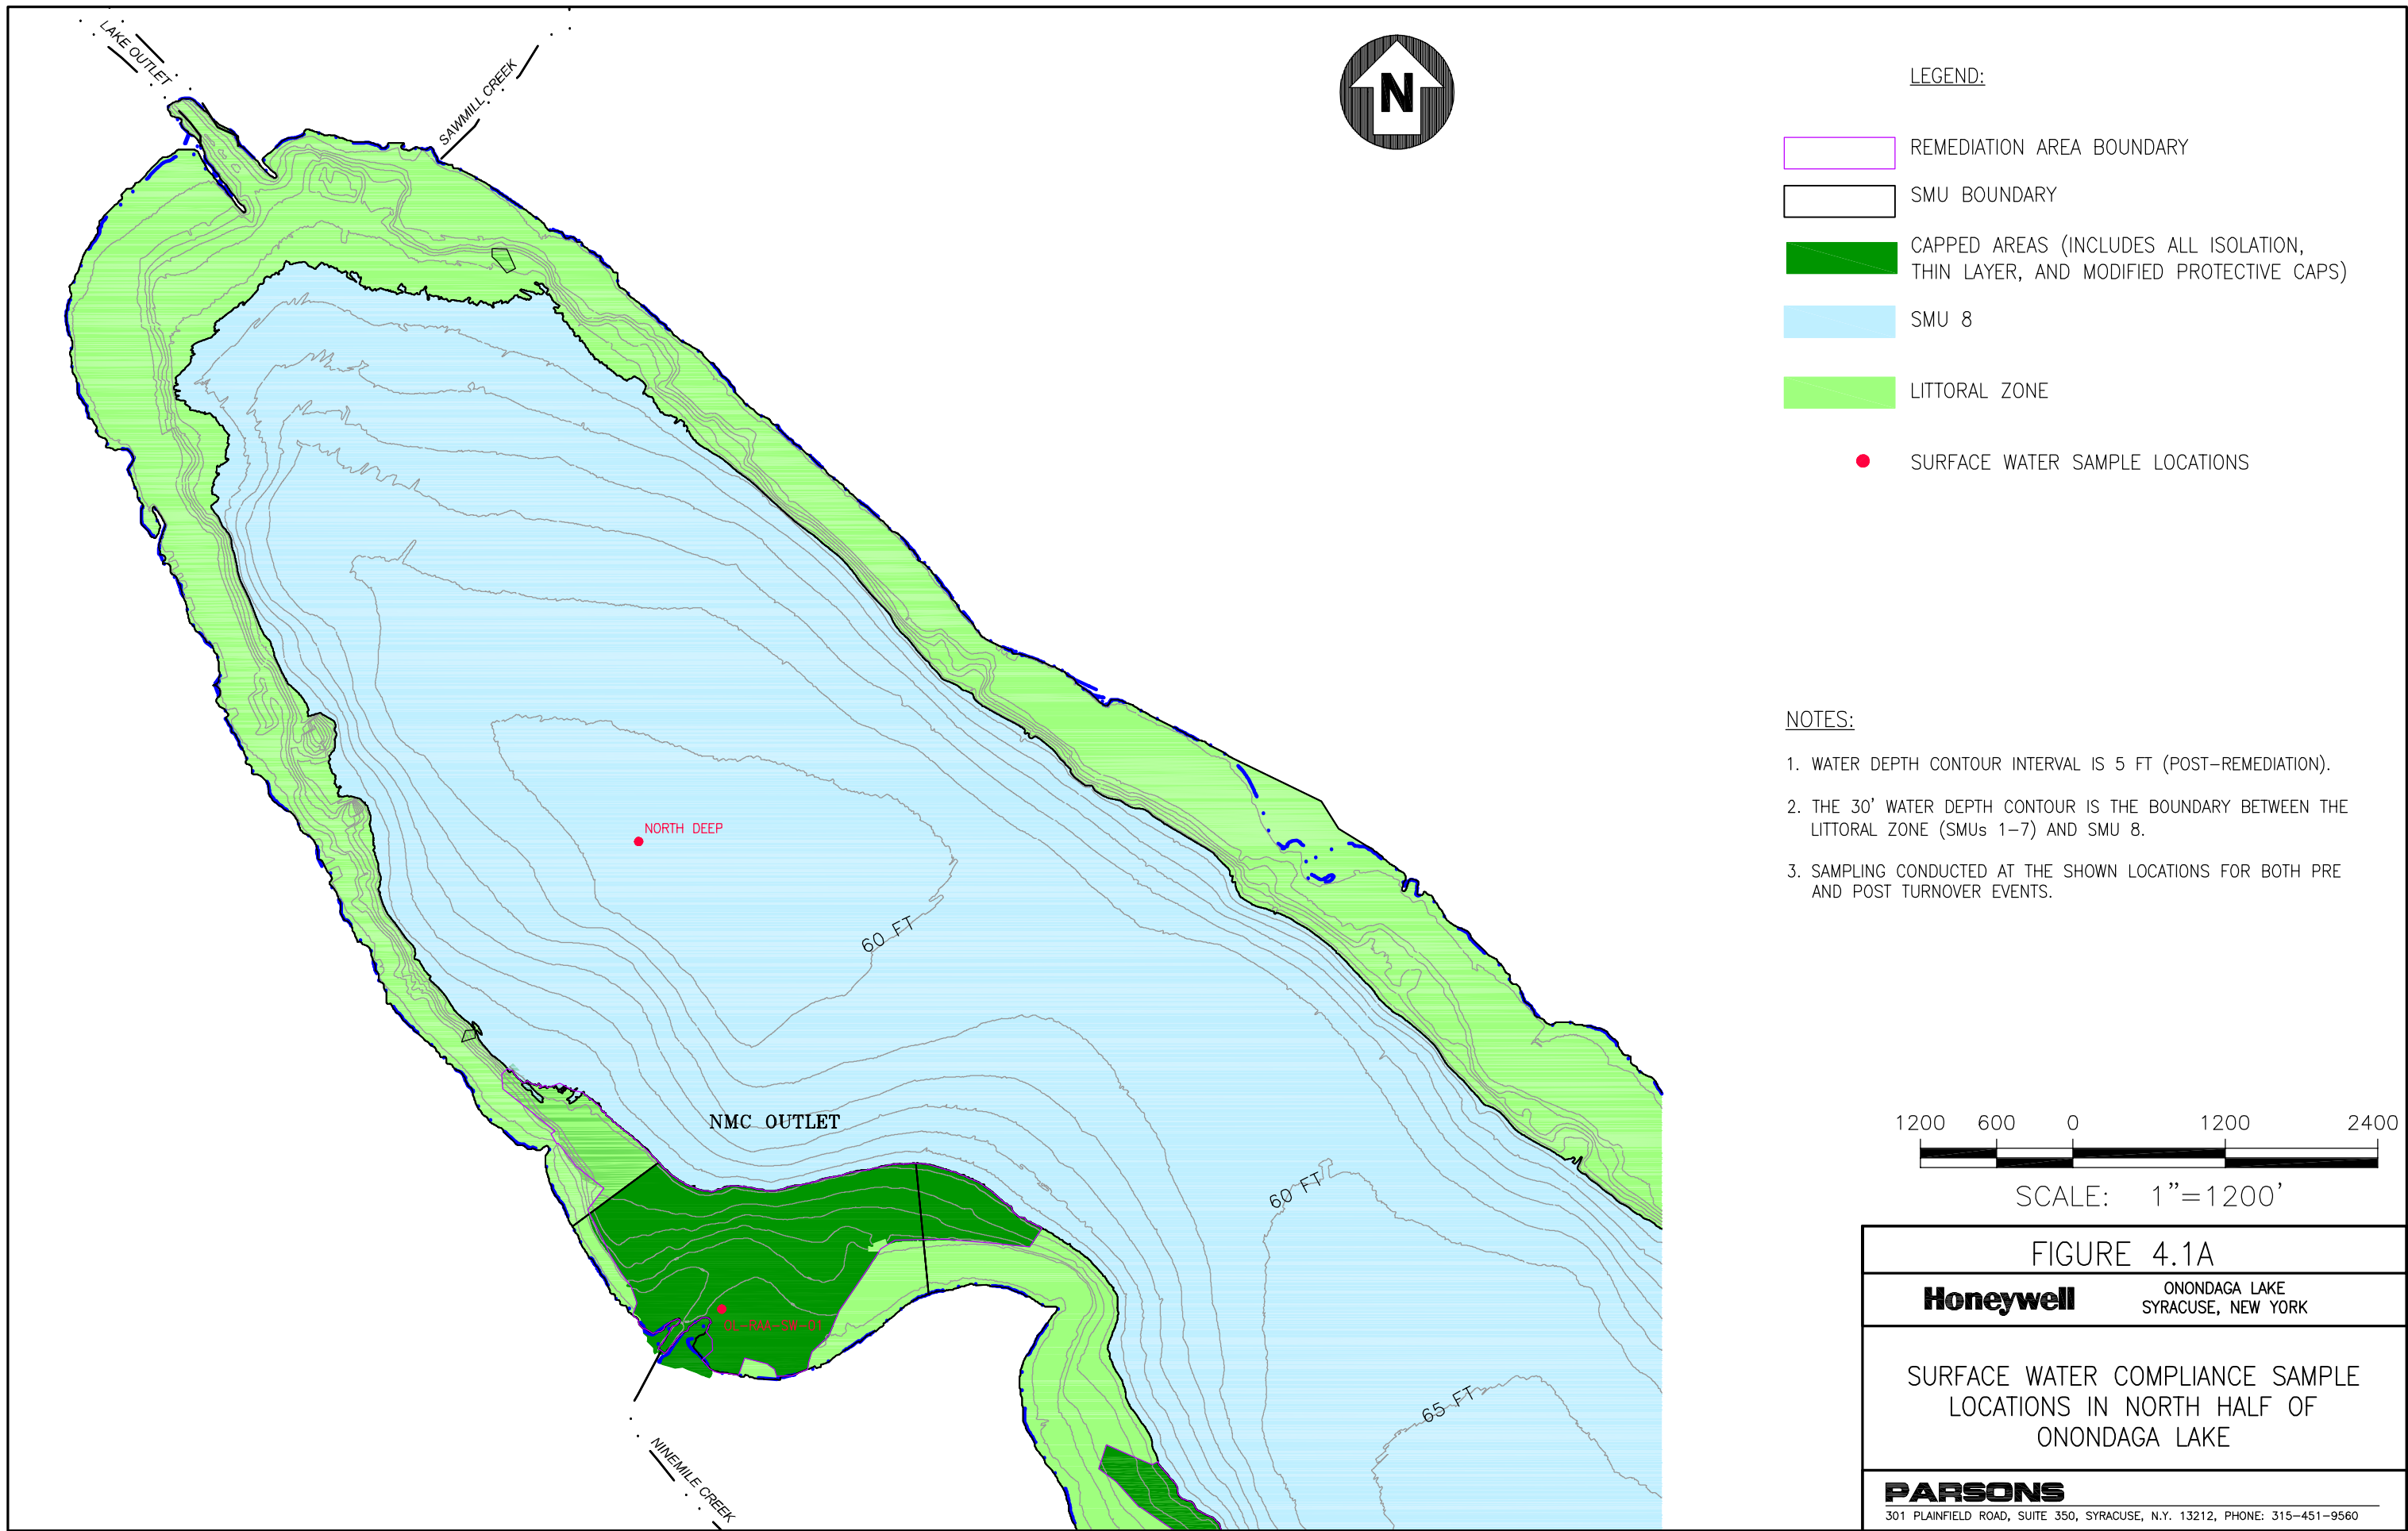 LAKE OUTLET
SAWMILL CREEK
N
LEGEND:
REMEDIATION AREA BOUNDARY
SMU BOUNDARY
CAPPED AREAS (INCLUDES ALL ISOLATION,
THIN LAYER, AND MODIFIED PROTECTIVE CAPS)
SMU 8
LITTORAL ZONE
SURFACE WATER SAMPLE LOCATIONS
NOTES:
1. WATER DEPTH CONTOUR INTERVAL IS 5 FT (POST-REMEDIATION).
2. THE 30' WATER DEPTH CONTOUR IS THE BOUNDARY BETWEEN THE
LITTORAL ZONE (SMUs 1-7) AND SMU 8.
3. SAMPLING CONDUCTED AT THE SHOWN LOCATIONS FOR BOTH PRE
AND POST TURNOVER EVENTS.
NORTH DEEP
60 FT
NMC OUTLET
60 FT
OL-RAA-SW-01
65 FT
NINEMILE CREEK
1200 600 0 1200 2400
SCALE: 1"=1200'
FIGURE 4.1A
Honeywell
ONONDAGA LAKE
SYRACUSE, NEW YORK
SURFACE WATER COMPLIANCE SAMPLE
LOCATIONS IN NORTH HALF OF
ONONDAGA LAKE
PARSONS
301 PLAINFIELD ROAD, SUITE 350, SYRACUSE, N.Y. 13212, PHONE: 315-451-9560